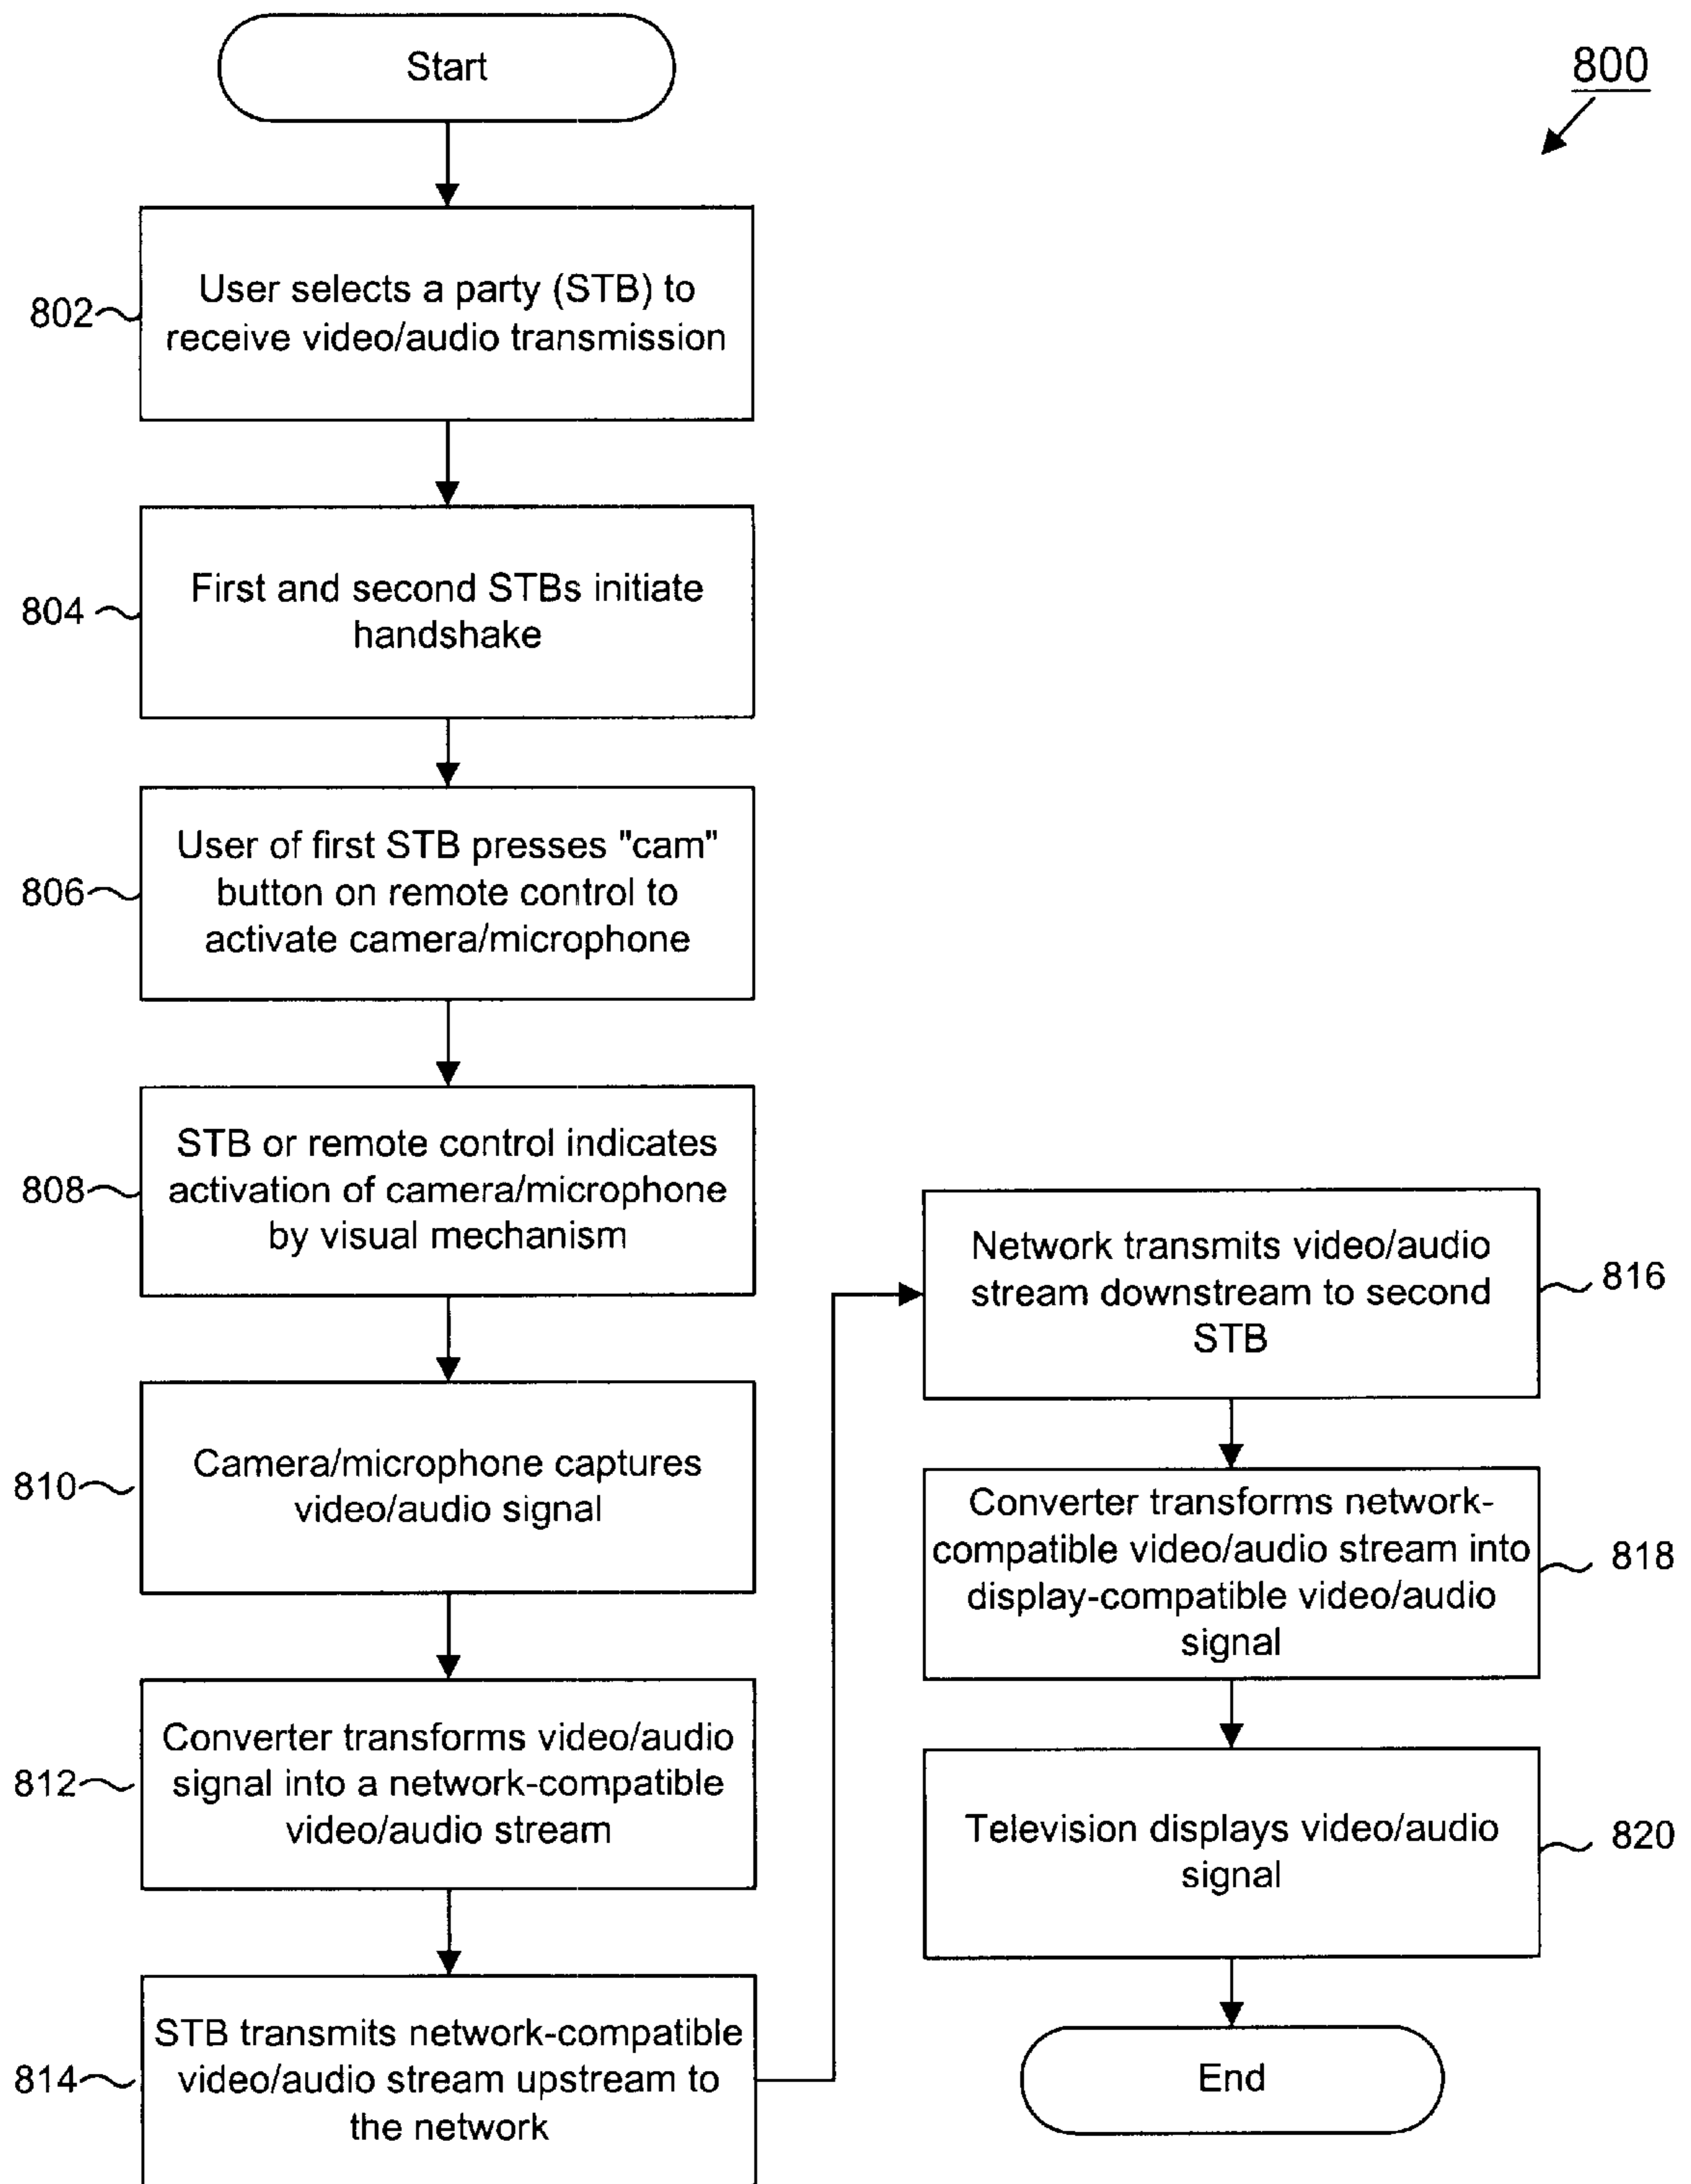 Start
800
802
User selects a party (STB) to
receive video/audio transmission
804
First and second STBs initiate
handshake
806
User of first STB presses "cam"
button on remote control to
activate camera/microphone
808
STB or remote control indicates
activation of camera/microphone
by visual mechanism
810
Camera/microphone captures
video/audio signal
812
Converter transforms video/audio
signal into a network-compatible
video/audio stream
814
STB transmits network-compatible
video/audio stream upstream to
the network
Network transmits video/audio
stream downstream to second
STB
816
Converter transforms network-
compatible video/audio stream into
display-compatible video/audio
signal
818
Television displays video/audio
signal
820
End